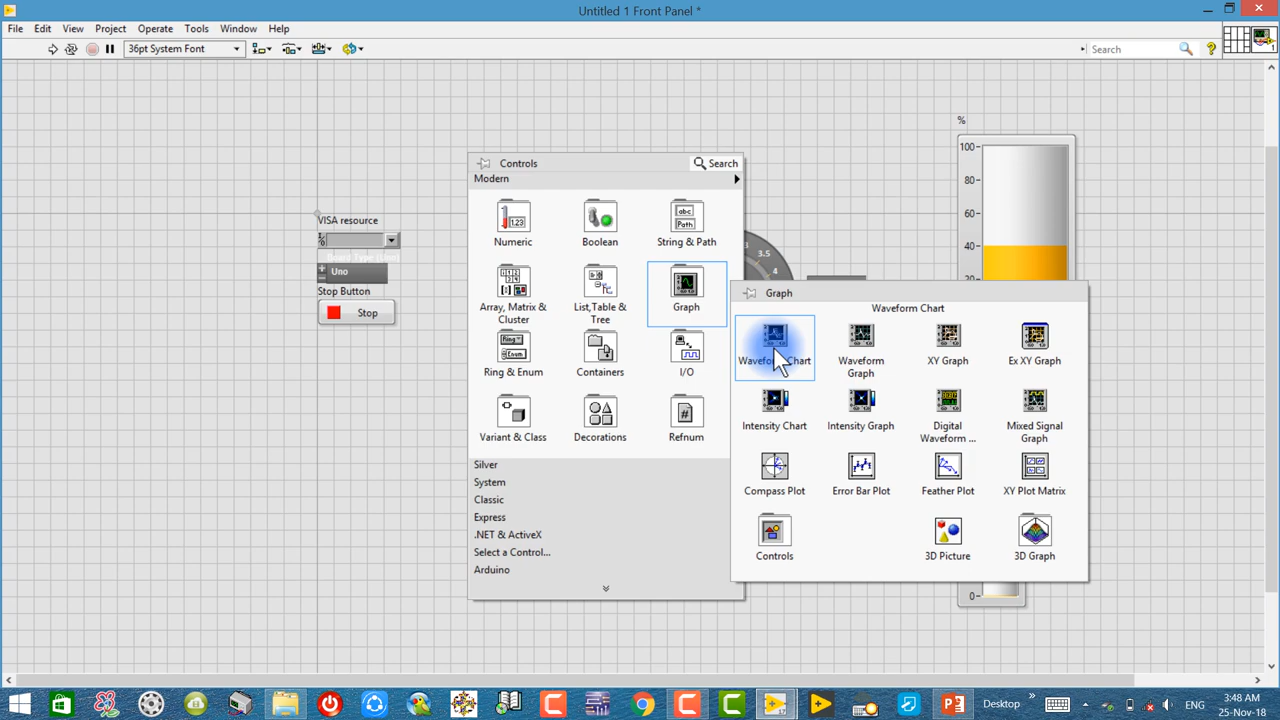 Untitled 1 Front Panel *
File Edit View Project Operate Tools Window Help
36pt System Font
Search
1
%
100
80
60
40
20
0
VISA resource
Uno
Stop Button
Stop
3
3.5
4
Controls
Search
Modern
Numeric
Boolean
String & Path
Array, Matrix &
Cluster
List,Table &
Tree
Graph
Ring & Enum
Containers
I/O
Variant & Class
Decorations
Refnum
Silver
System
Classic
Express
.NET & ActiveX
Select a Control...
Arduino
Graph
Waveform Chart
Waveform Chart
Waveform
Graph
XY Graph
Ex XY Graph
Intensity Chart
Intensity Graph
Digital
Waveform ...
Mixed Signal
Graph
Compass Plot
Error Bar Plot
Feather Plot
XY Plot Matrix
Controls
3D Picture
3D Graph
Desktop
ENG
3:48 AM
25-Nov-18